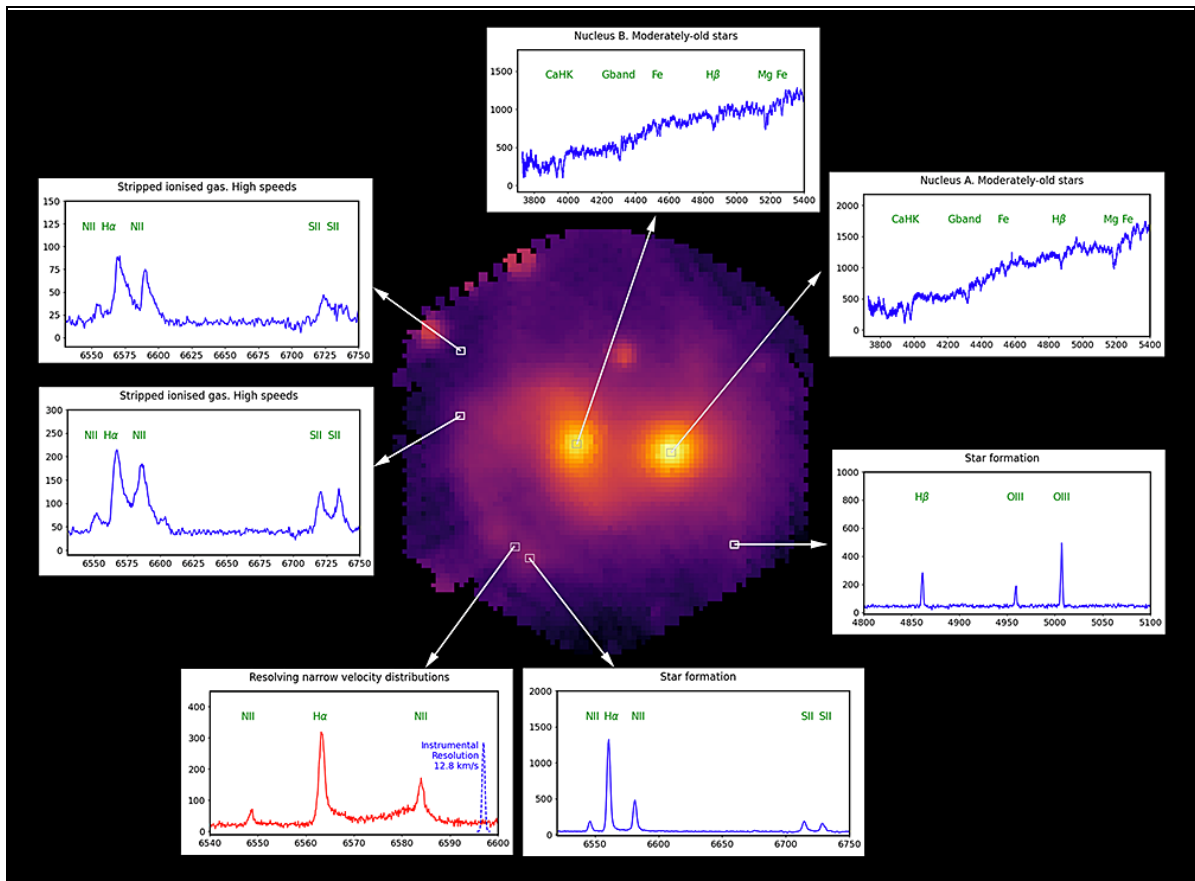 Nucleus B. Moderately-old stars
CaHK Gband Fe Hβ Mg Fe
1500
1000
500
0
3800 4000 4200 4400 4600 4800 5000 5200 5400
Nucleus A. Moderately-old stars
CaHK Gband Fe Hβ Mg Fe
2000
1500
1000
500
0
3800 4000 4200 4400 4600 4800 5000 5200 5400
Stripped ionised gas. High speeds
NII Hα NII SII SII
150
125
100
75
50
25
0
6550 6575 6600 6625 6650 6675 6700 6725 6750
Stripped ionised gas. High speeds
NII Hα NII SII SII
300
250
200
150
100
50
0
6550 6575 6600 6625 6650 6675 6700 6725 6750
Star formation
Hβ OIII OIII
1000
800
600
400
200
0
4800 4850 4900 4950 5000 5050 5100
Resolving narrow velocity distributions
NII Hα NII
Instrumental
Resolution
12.8 km/s
400
300
200
100
0
6540 6550 6560 6570 6580 6590 6600
Star formation
NII Hα NII SII SII
2000
1500
1000
500
0
6550 6600 6650 6700 6750